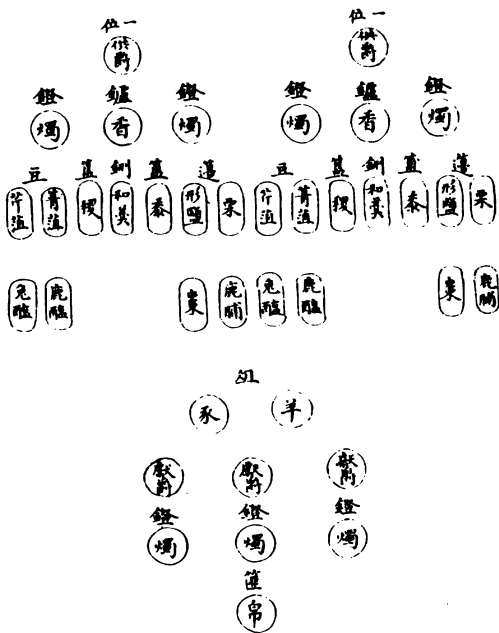 位一 位一
供爵 供爵
鐙 鑪 鐙 鐙 鑪 鐙
燭 香 燭 燭 香 燭
豆 簋 鉶 簠 籩 豆 簋 鉶 簠 籩
芹菹 菁菹 稷 和羹 黍 形鹽 栗 芹菹 菁菹 稷 和羹 黍 形鹽 栗
兔醢 鹿醢 棗 鹿脯 兔醢 鹿醢 棗 鹿脯
俎
豕 羊
獻爵 獻爵 獻爵
鐙 鐙 鐙
燭 燭 燭
篚
帛